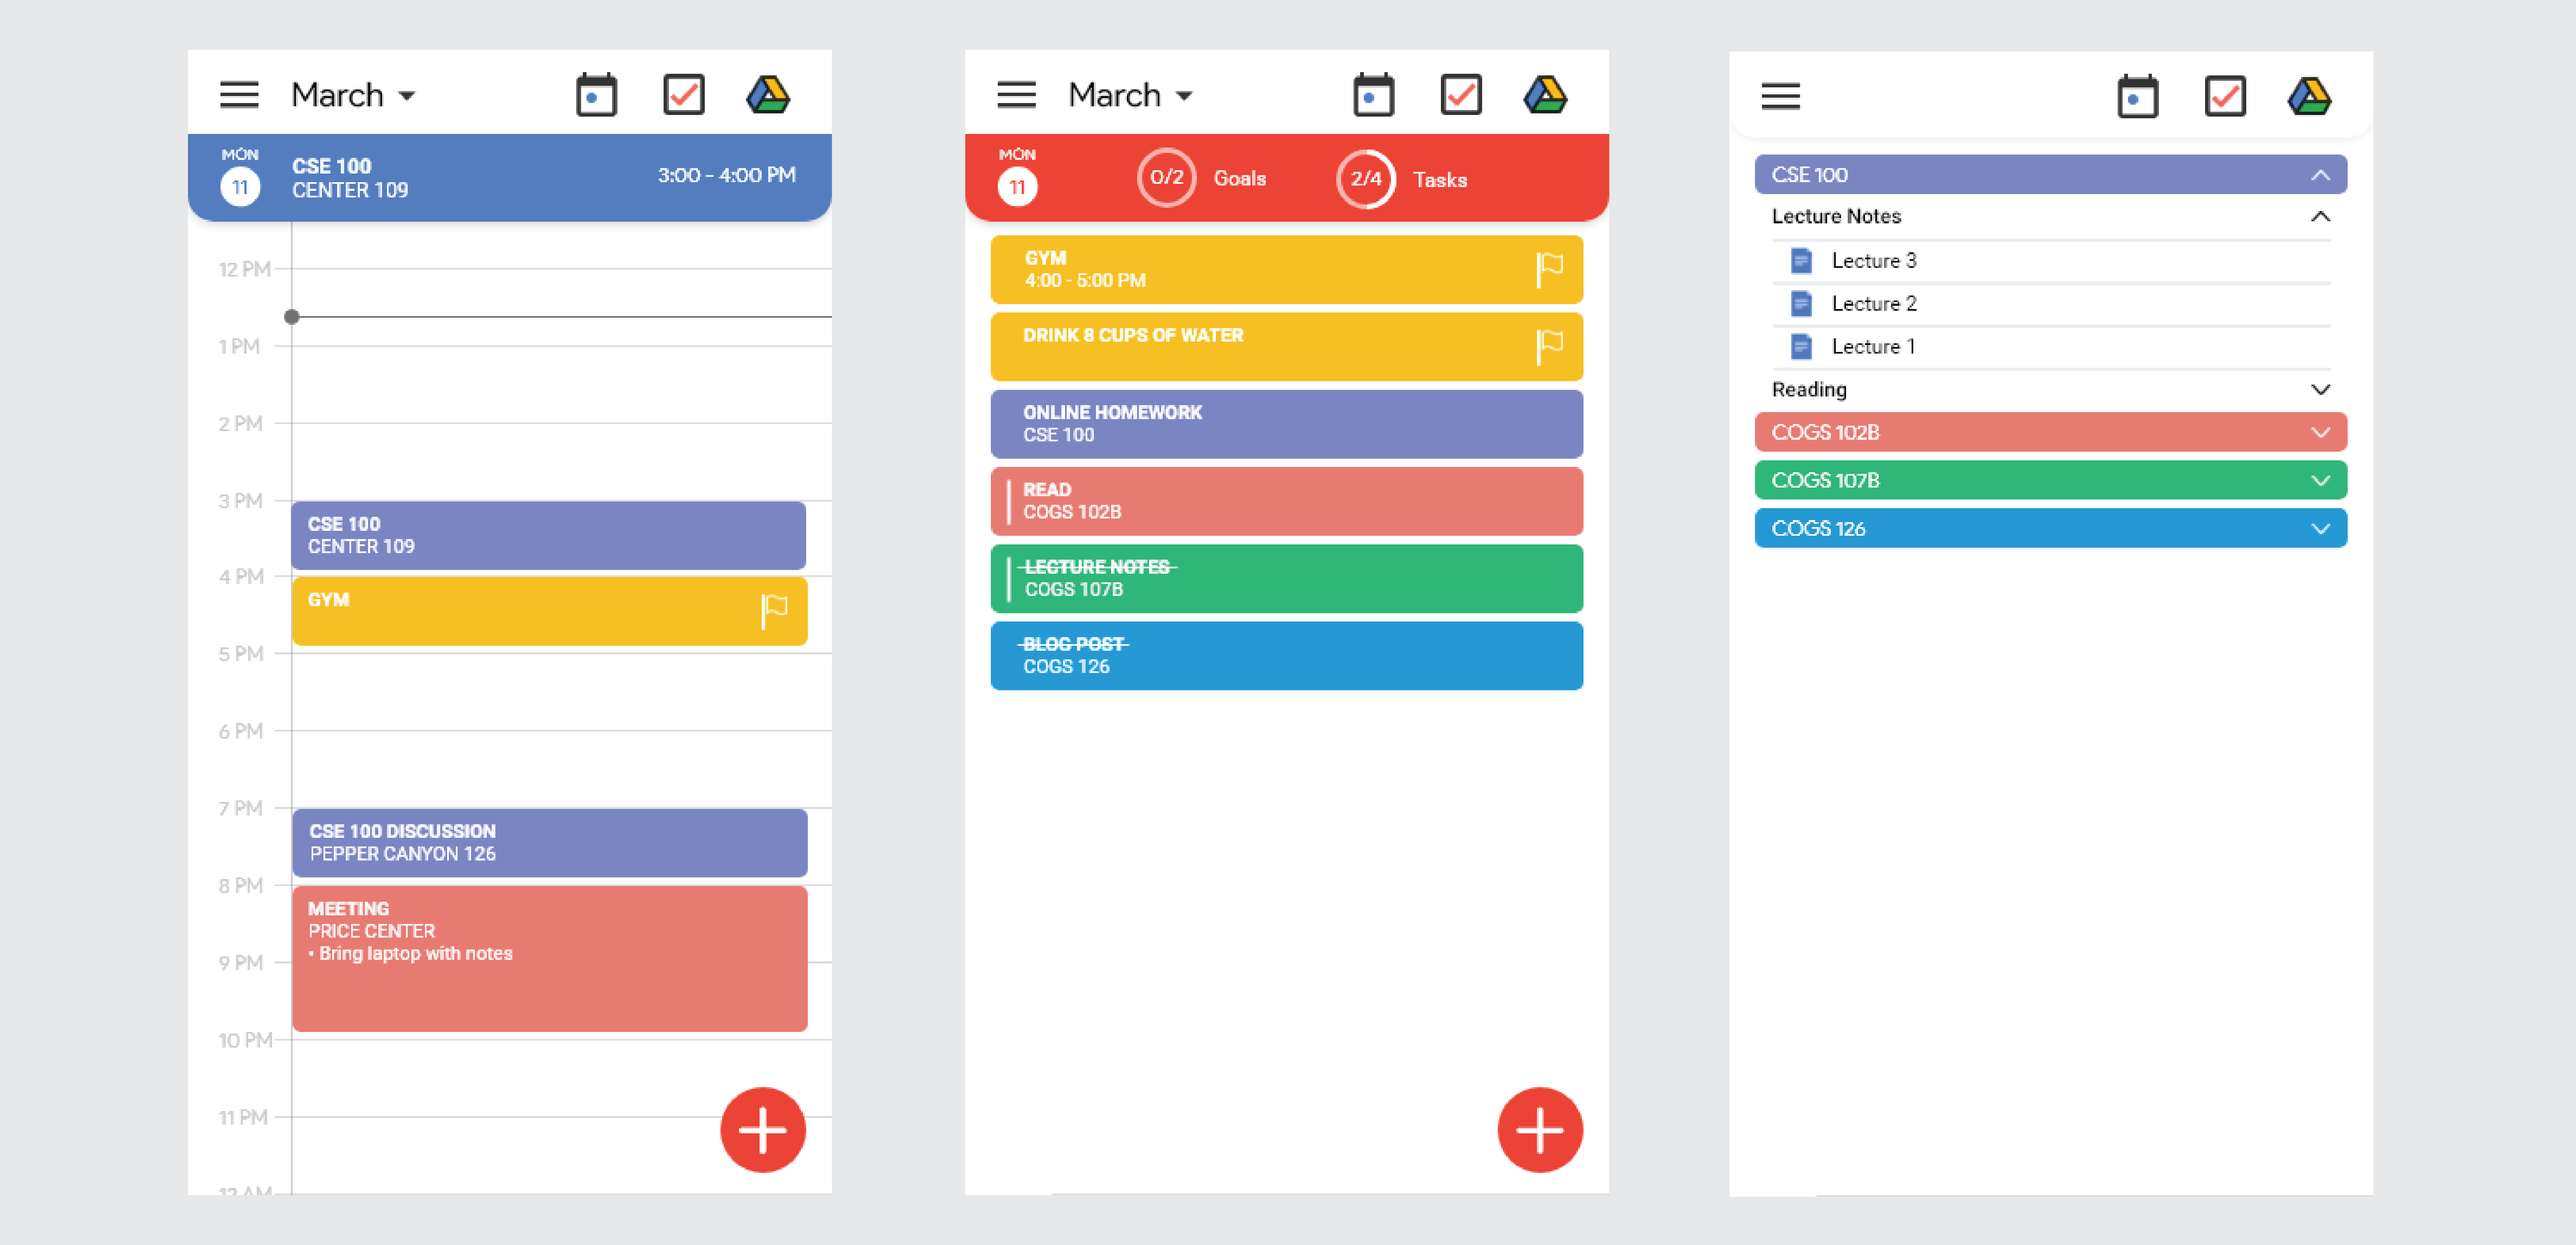 March
MON
11
CSE 100
CENTER 109
3:00 - 4:00 PM
12 PM
1 PM
2 PM
3 PM
CSE 100
CENTER 109
4 PM
GYM
5 PM
6 PM
7 PM
CSE 100 DISCUSSION
PEPPER CANYON 126
8 PM
MEETING
PRICE CENTER
• Bring laptop with notes
9 PM
10 PM
11 PM
12 AM
March
MON
11
0/2 Goals
2/4 Tasks
GYM
4:00 - 5:00 PM
DRINK 8 CUPS OF WATER
ONLINE HOMEWORK
CSE 100
READ
COGS 102B
LECTURE NOTES
COGS 107B
BLOG POST
COGS 126
CSE 100
Lecture Notes
Lecture 3
Lecture 2
Lecture 1
Reading
COGS 102B
COGS 107B
COGS 126